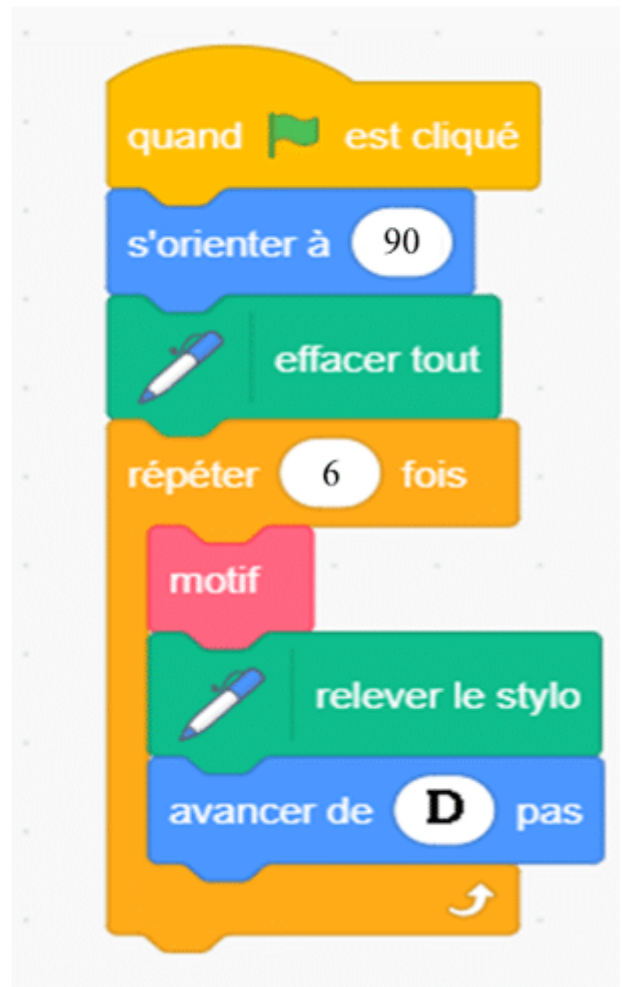 quand est cliqué
s'orienter à 90
effacer tout
répéter 6 fois
motif
relever le stylo
avancer de D pas